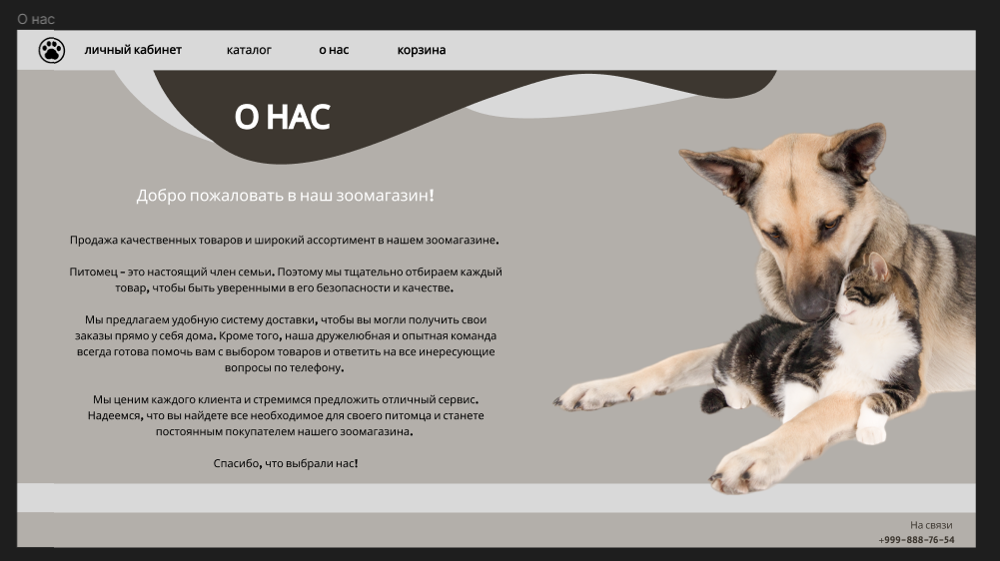 О нас
личный кабинет каталог о нас корзина
О НАС
Добро пожаловать в наш зоомагазин!
Продажа качественных товаров и широкий ассортимент в нашем зоомагазине.
Питомец – это настоящий член семьи. Поэтому мы тщательно отбираем каждый
товар, чтобы быть уверенными в его безопасности и качестве.
Мы предлагаем удобную систему доставки, чтобы вы могли получить свои
заказы прямо у себя дома. Кроме того, наша дружелюбная и опытная команда
всегда готова помочь вам с выбором товаров и ответить на все инересующие
вопросы по телефону.
Мы ценим каждого клиента и стремимся предложить отличный сервис.
Надеемся, что вы найдете все необходимое для своего питомца и станете
постоянным покупателем нашего зоомагазина.
Спасибо, что выбрали нас!
На связи
+999-888-76-54